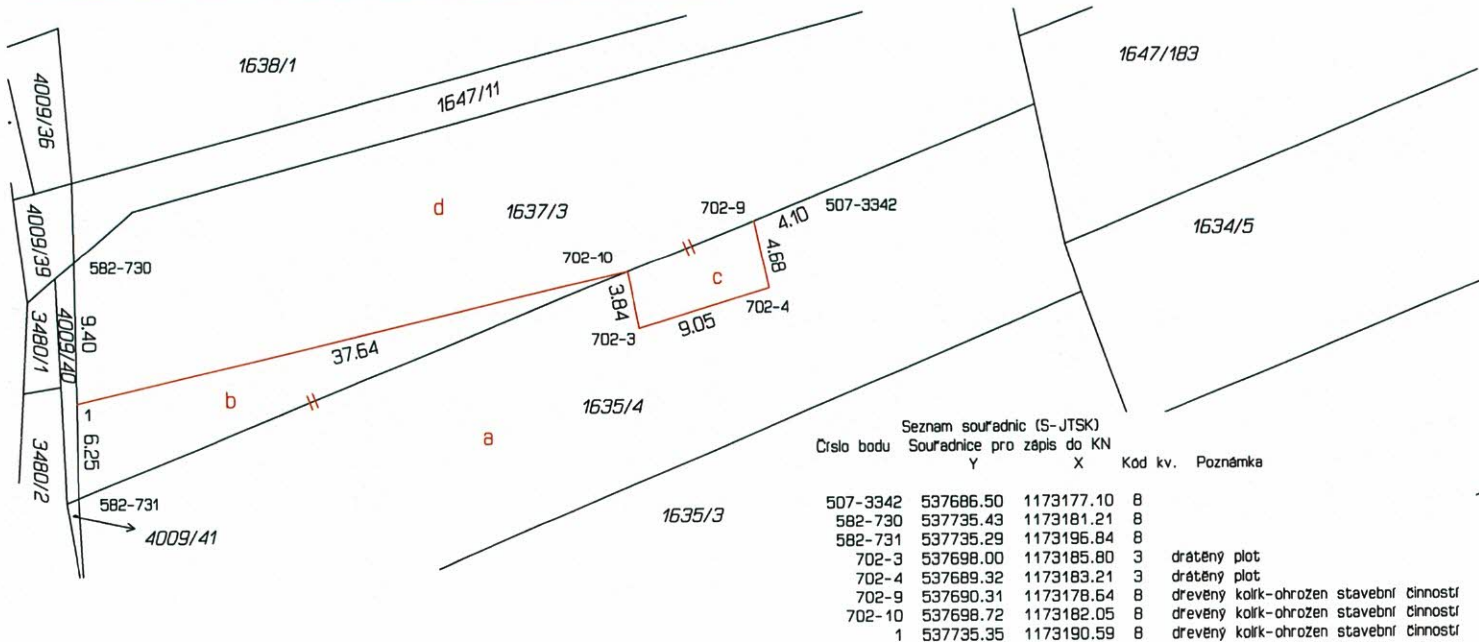 1638/1
1647/11
1647/183
4009/36
d
1637/3
702-9
4.10
507-3342
1634/5
4009/39
582-730
702-10
4.68
c
3.84
702-4
3480/1
4009/40
9.40
702-3
9.05
37.64
b
1
1635/4
6.25
a
3480/2
582-731
4009/41
1635/3
Seznam souřadnic (S-JTSK)
Číslo bodu Souřadnice pro zápis do KN
Y X Kód kv. Poznámka
507-3342 537686.50 1173177.10 8
582-730 537735.43 1173181.21 8
582-731 537735.29 1173196.84 8
702-3 537698.00 1173185.80 3 drátěný plot
702-4 537689.32 1173183.21 3 drátěný plot
702-9 537690.31 1173178.64 8 dřevěný kolík-ohrožen stavební činností
702-10 537698.72 1173182.05 8 dřevěný kolík-ohrožen stavební činností
1 537735.35 1173190.59 8 dřevěný kolík-ohrožen stavební činností